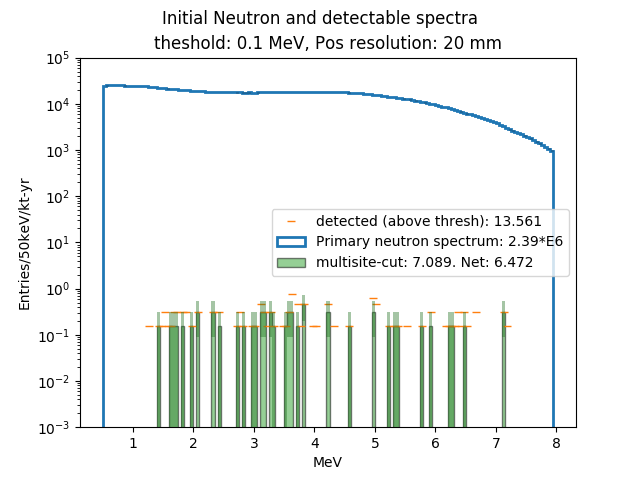 Initial Neutron and detectable spectra
theshold: 0.1 MeV, Pos resolution: 20 mm
Entries/50keV/kt-yr
10^5
10^4
10^3
10^2
10^1
10^0
10^-1
10^-2
10^-3
detected (above thresh): 13.561
Primary neutron spectrum: 2.39*E6
multisite-cut: 7.089. Net: 6.472
1 2 3 4 5 6 7 8
MeV